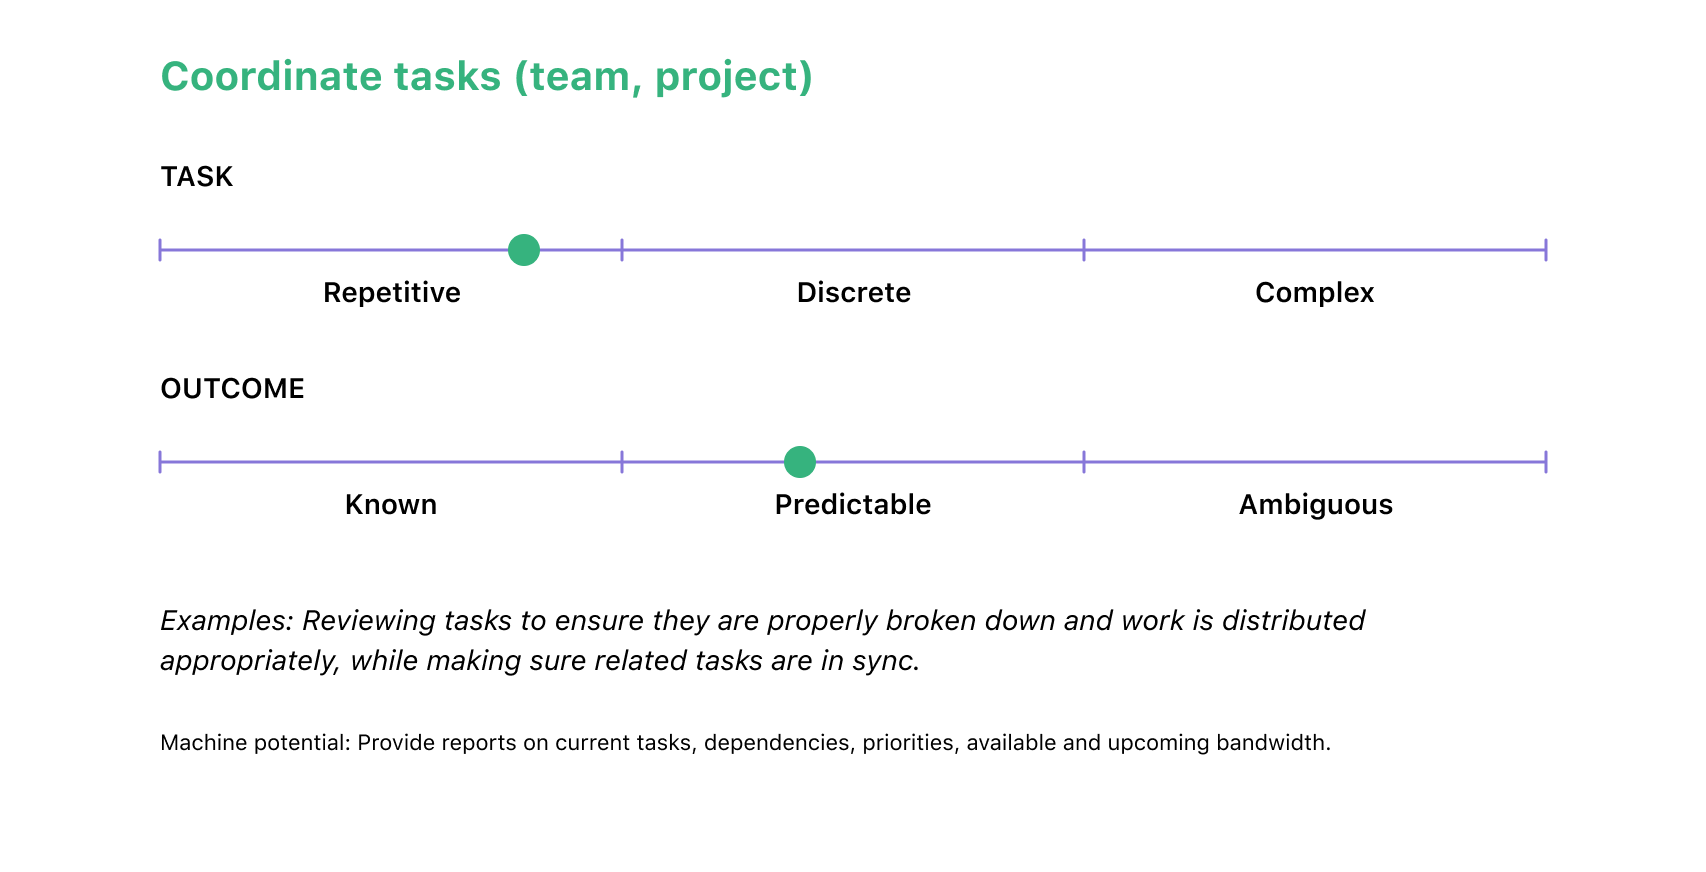 Coordinate tasks (team, project)
TASK
Repetitive Discrete Complex
OUTCOME
Known Predictable Ambiguous
Examples: Reviewing tasks to ensure they are properly broken down and work is distributed
appropriately, while making sure related tasks are in sync.
Machine potential: Provide reports on current tasks, dependencies, priorities, available and upcoming bandwidth.